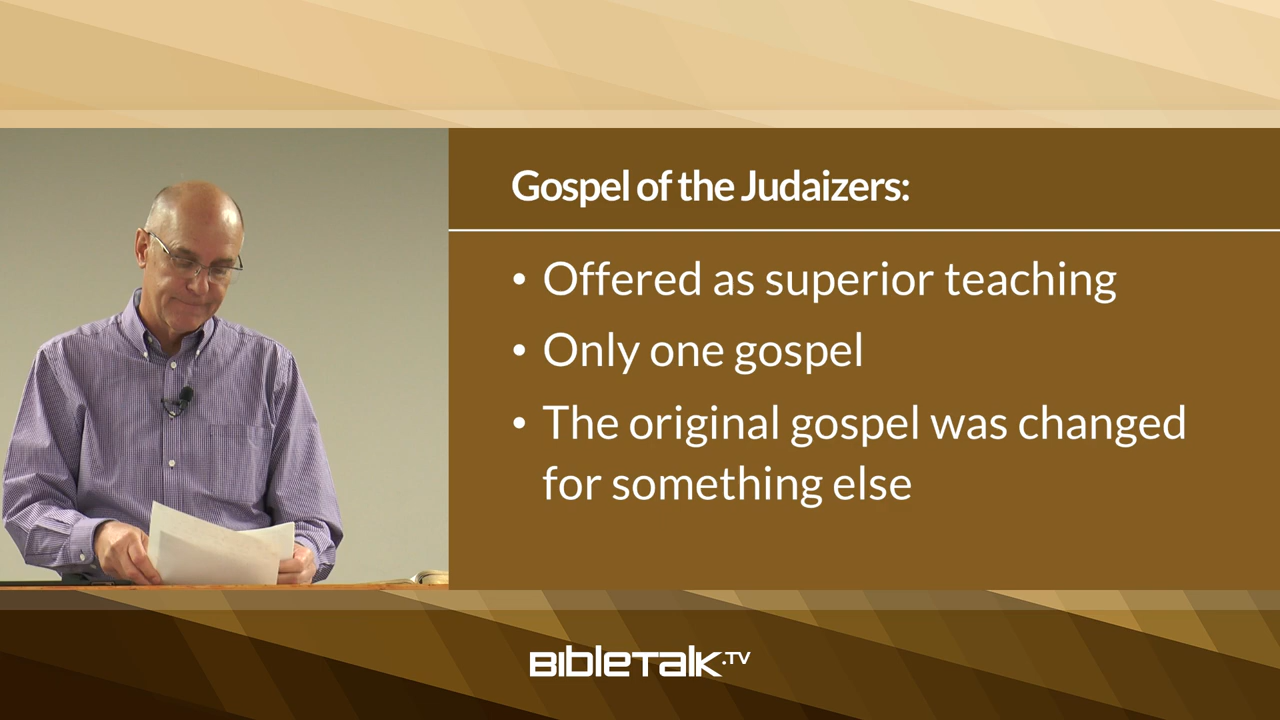 Gospel of the Judaizers:
• Offered as superior teaching
• Only one gospel
• The original gospel was changed
for something else
BIBLETALK.TV